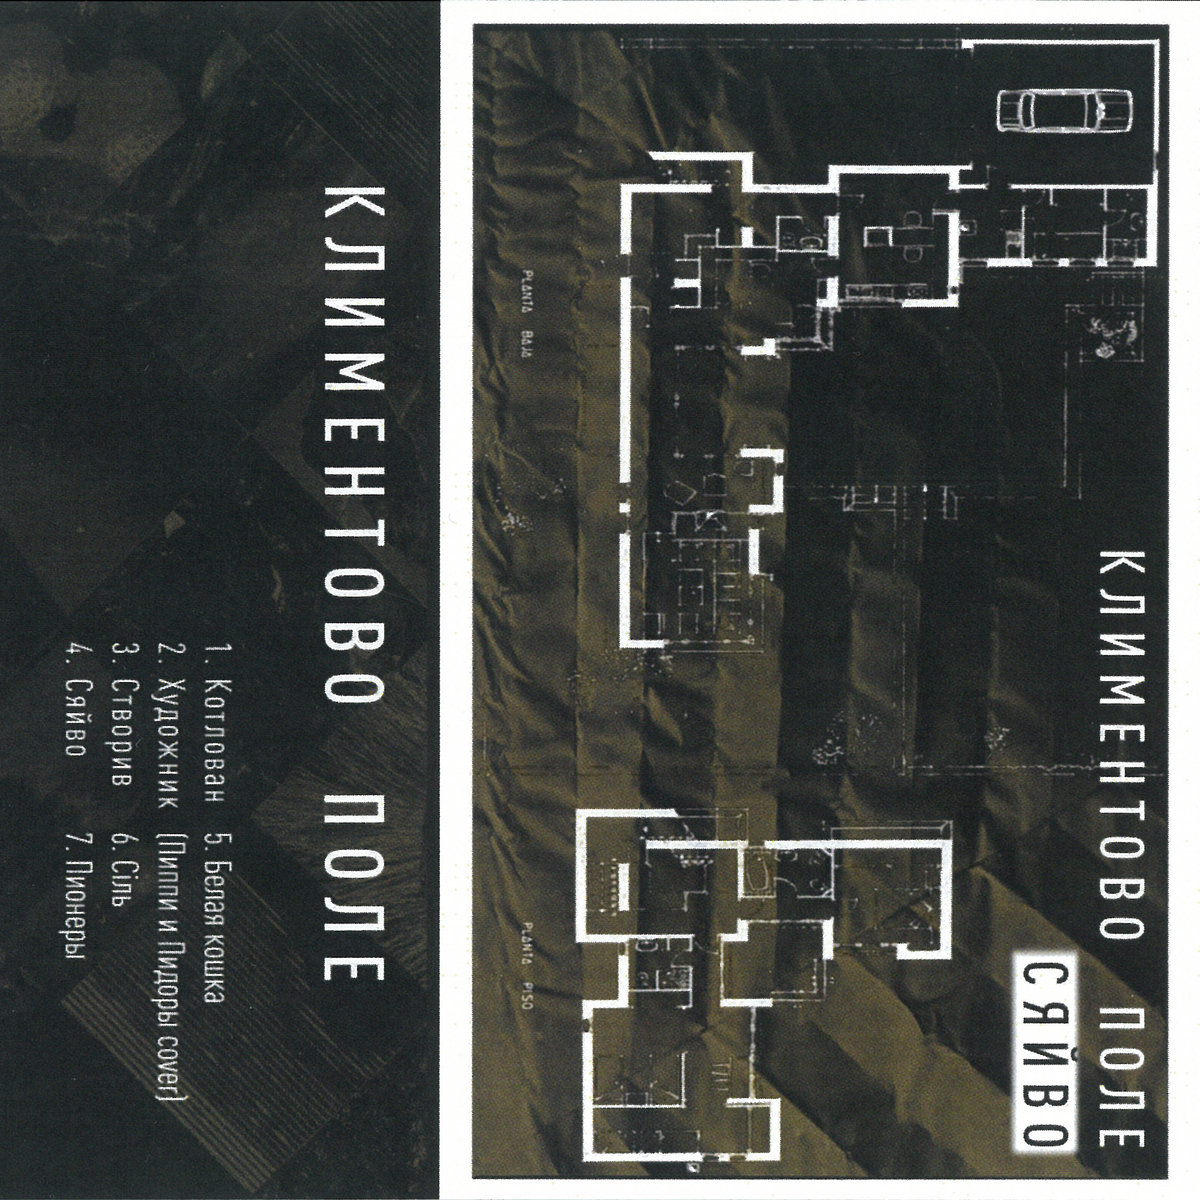 КЛИМЕНТОВО ПОЛЕ
СЯЙВО
PLANTA BAJA
PLANTA PISO
КЛИМЕНТОВО ПОЛЕ
1. Котлован
2. Художник
3. Створив
4. Сяйво
5. Белая кошка
(Пиппи и Пидоры cover)
6. Сіль
7. Пионеры